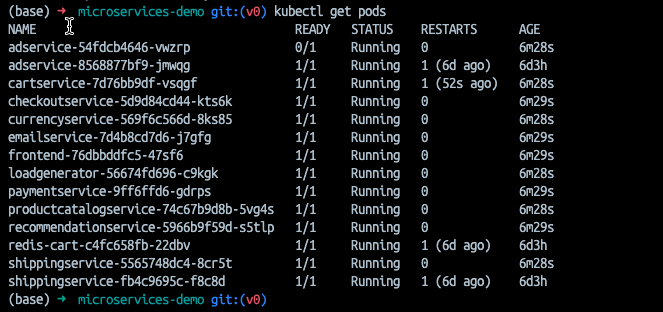 (base) ➜ microservices-demo git:(v0) kubectl get pods
NAME READY STATUS RESTARTS AGE
adservice-54fdcb4646-vwzrp 0/1 Running 0 6m28s
adservice-8568877bf9-jmwqg 1/1 Running 1 (6d ago) 6d3h
cartservice-7d76bb9df-vsqgf 1/1 Running 1 (52s ago) 6m28s
checkoutservice-5d9d84cd44-kts6k 1/1 Running 0 6m29s
currencyservice-569f6c566d-8ks85 1/1 Running 0 6m28s
emailservice-7d4b8cd7d6-j7gfg 1/1 Running 0 6m29s
frontend-76dbbddfc5-47sf6 1/1 Running 0 6m29s
loadgenerator-56674fd696-c9kgk 1/1 Running 0 6m28s
paymentservice-9ff6ffd6-gdrps 1/1 Running 0 6m29s
productcatalogservice-74c67b9d8b-5vg4s 1/1 Running 0 6m28s
recommendationservice-5966b9f59d-s5tlp 1/1 Running 0 6m29s
redis-cart-c4fc658fb-22dbv 1/1 Running 1 (6d ago) 6d3h
shippingservice-5565748dc4-8cr5t 1/1 Running 0 6m28s
shippingservice-fb4c9695c-f8c8d 1/1 Running 1 (6d ago) 6d3h
(base) ➜ microservices-demo git:(v0)